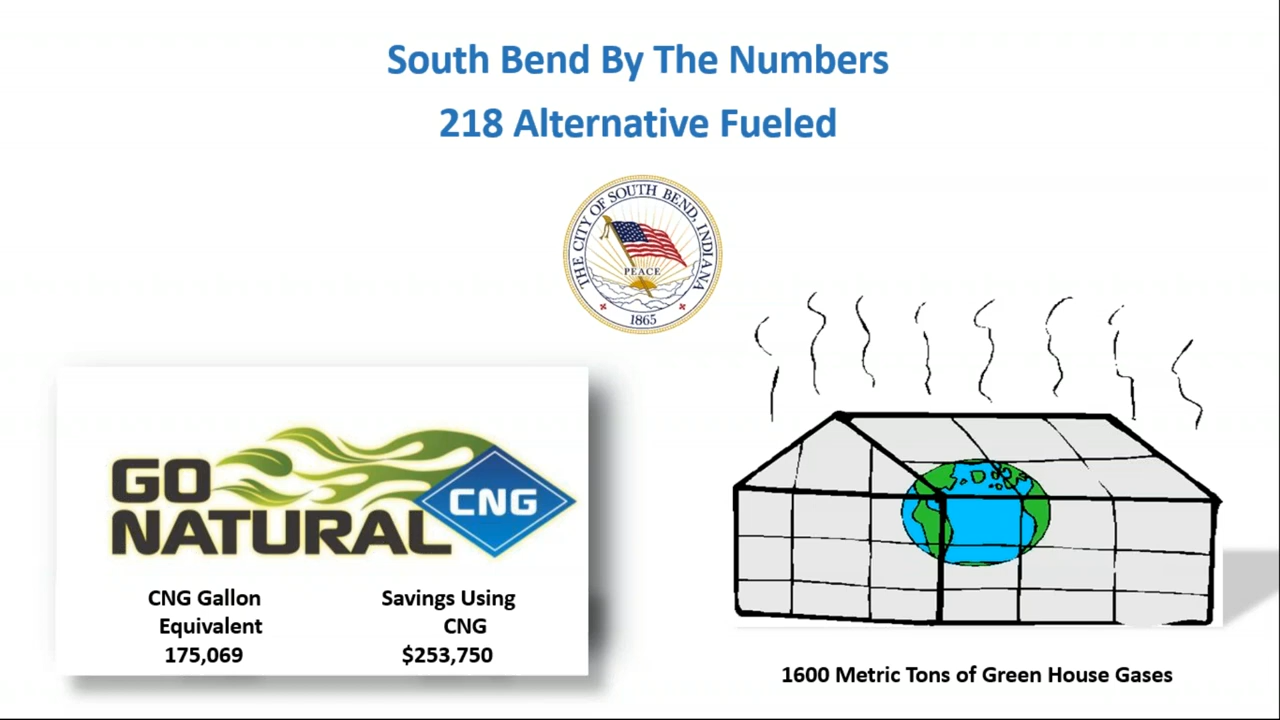 South Bend By The Numbers
218 Alternative Fueled
THE CITY OF SOUTH BEND, INDIANA
PEACE
1865
GO
NATURAL
CNG
CNG Gallon
Equivalent
175,069
Savings Using
CNG
$253,750
1600 Metric Tons of Green House Gases